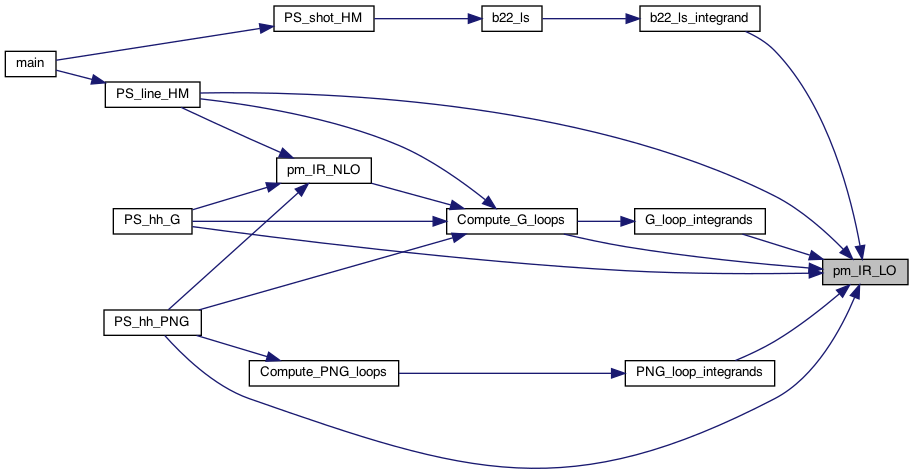 PS_shot_HM
b22_ls
b22_ls_integrand
main
PS_line_HM
pm_IR_NLO
PS_hh_G
Compute_G_loops
G_loop_integrands
pm_IR_LO
PS_hh_PNG
Compute_PNG_loops
PNG_loop_integrands